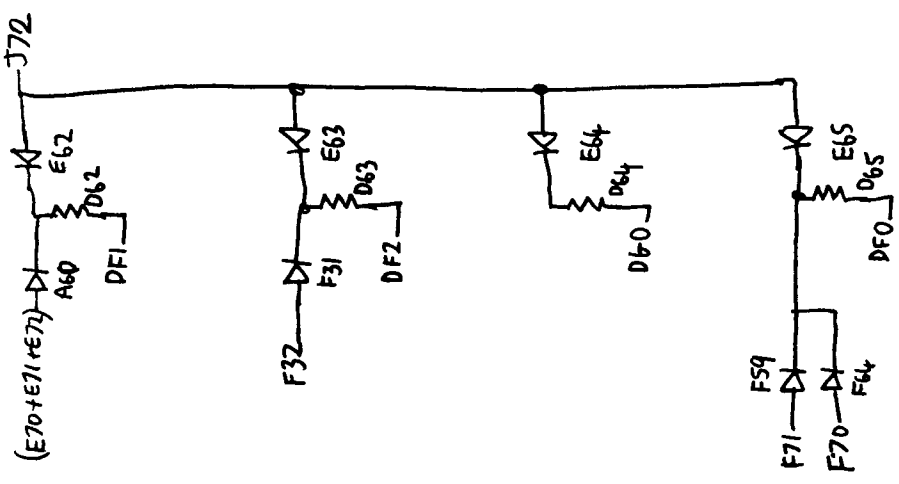 J72
E62
D62
DF1
A60
(E70+E71+E72)
E63
D63
DF2
F31
F32
E64
D64
DG0
E65
D65
DF0
F59
F64
F71
F70